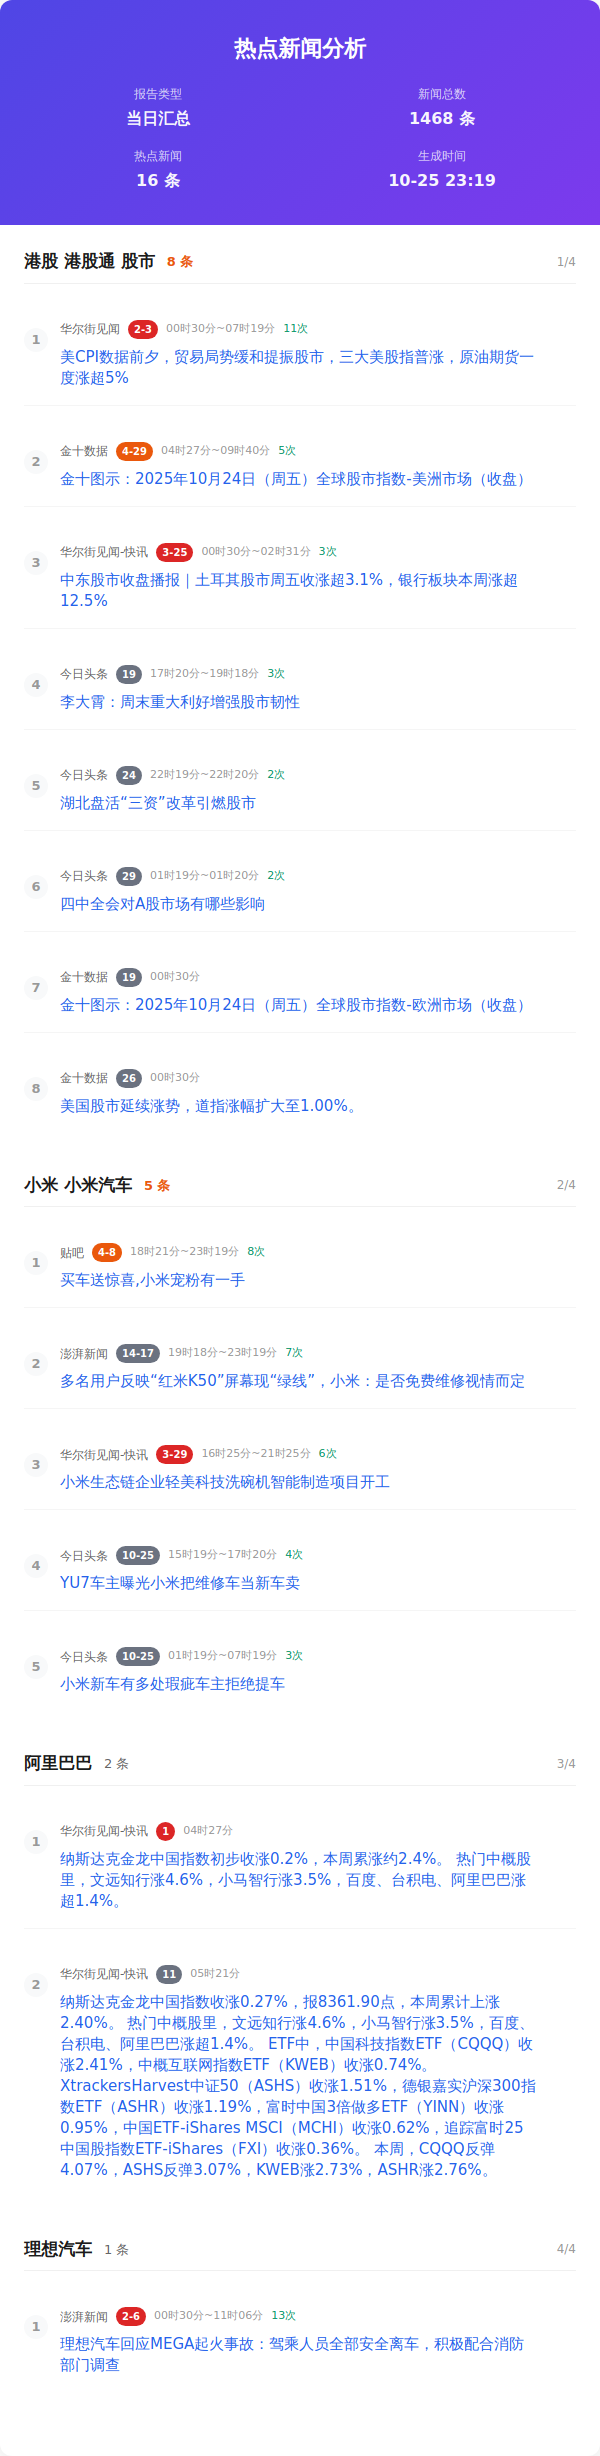 热点新闻分析
报告类型
当日汇总
新闻总数
1468 条
热点新闻
16 条
生成时间
10-25 23:19
港股 港股通 股市 8 条 1/4
1
华尔街见闻 2-3 00时30分~07时19分 11次
美CPI数据前夕，贸易局势缓和提振股市，三大美股指普涨，原油期货一
度涨超5%
2
金十数据 4-29 04时27分~09时40分 5次
金十图示：2025年10月24日（周五）全球股市指数-美洲市场（收盘）
3
华尔街见闻-快讯 3-25 00时30分~02时31分 3次
中东股市收盘播报｜土耳其股市周五收涨超3.1%，银行板块本周涨超
12.5%
4
今日头条 19 17时20分~19时18分 3次
李大霄：周末重大利好增强股市韧性
5
今日头条 24 22时19分~22时20分 2次
湖北盘活“三资”改革引燃股市
6
今日头条 29 01时19分~01时20分 2次
四中全会对A股市场有哪些影响
7
金十数据 19 00时30分
金十图示：2025年10月24日（周五）全球股市指数-欧洲市场（收盘）
8
金十数据 26 00时30分
美国股市延续涨势，道指涨幅扩大至1.00%。
小米 小米汽车 5 条 2/4
1
贴吧 4-8 18时21分~23时19分 8次
买车送惊喜,小米宠粉有一手
2
澎湃新闻 14-17 19时18分~23时19分 7次
多名用户反映“红米K50”屏幕现“绿线”，小米：是否免费维修视情而定
3
华尔街见闻-快讯 3-29 16时25分~21时25分 6次
小米生态链企业轻美科技洗碗机智能制造项目开工
4
今日头条 10-25 15时19分~17时20分 4次
YU7车主曝光小米把维修车当新车卖
5
今日头条 10-25 01时19分~07时19分 3次
小米新车有多处瑕疵车主拒绝提车
阿里巴巴 2 条 3/4
1
华尔街见闻-快讯 1 04时27分
纳斯达克金龙中国指数初步收涨0.2%，本周累涨约2.4%。 热门中概股
里，文远知行涨4.6%，小马智行涨3.5%，百度、台积电、阿里巴巴涨
超1.4%。
2
华尔街见闻-快讯 11 05时21分
纳斯达克金龙中国指数收涨0.27%，报8361.90点，本周累计上涨
2.40%。 热门中概股里，文远知行涨4.6%，小马智行涨3.5%，百度、
台积电、阿里巴巴涨超1.4%。 ETF中，中国科技指数ETF（CQQQ）收
涨2.41%，中概互联网指数ETF（KWEB）收涨0.74%。
XtrackersHarvest中证50（ASHS）收涨1.51%，德银嘉实沪深300指
数ETF（ASHR）收涨1.19%，富时中国3倍做多ETF（YINN）收涨
0.95%，中国ETF-iShares MSCI（MCHI）收涨0.62%，追踪富时25
中国股指数ETF-iShares（FXI）收涨0.36%。 本周，CQQQ反弹
4.07%，ASHS反弹3.07%，KWEB涨2.73%，ASHR涨2.76%。
理想汽车 1 条 4/4
1
澎湃新闻 2-6 00时30分~11时06分 13次
理想汽车回应MEGA起火事故：驾乘人员全部安全离车，积极配合消防
部门调查